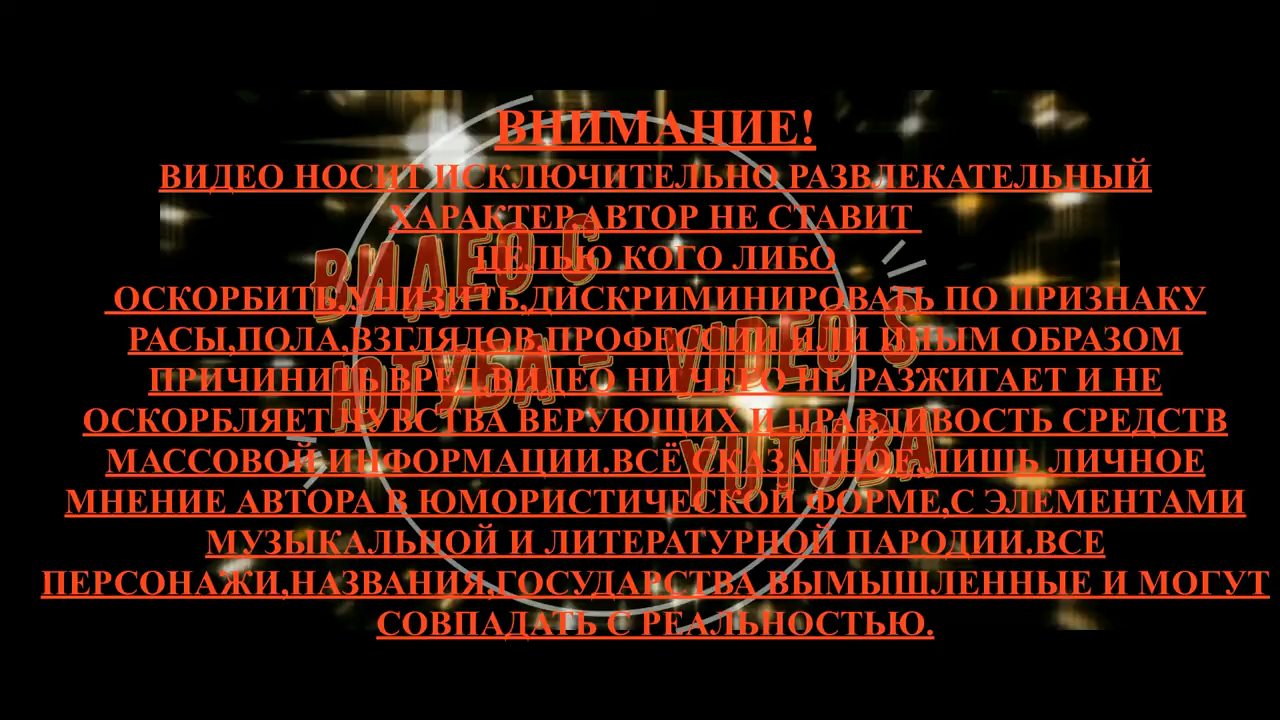 ВНИМАНИЕ!
ВИДЕО НОСИТ ИСКЛЮЧИТЕЛЬНО РАЗВЛЕКАТЕЛЬНЫЙ
ХАРАКТЕР.АВТОР НЕ СТАВИТ
ЦЕЛЬЮ КОГО ЛИБО
ОСКОРБИТЬ,УНИЗИТЬ,ДИСКРИМИНИРОВАТЬ ПО ПРИЗНАКУ
РАСЫ,ПОЛА,ВЗГЛЯДОВ,ПРОФЕССИИ ИЛИ ИНЫМ ОБРАЗОМ
ПРИЧИНИТЬ ВРЕД.ВИДЕО НИ ЧЕГО НЕ РАЗЖИГАЕТ И НЕ
ОСКОРБЛЯЕТ ЧУВСТВА ВЕРУЮЩИХ И ПРАВДИВОСТЬ СРЕДСТВ
МАССОВОЙ ИНФОРМАЦИИ.ВСЁ СКАЗАННОЕ,ЛИШЬ ЛИЧНОЕ
МНЕНИЕ АВТОРА В ЮМОРИСТИЧЕСКОЙ ФОРМЕ,С ЭЛЕМЕНТАМИ
МУЗЫКАЛЬНОЙ И ЛИТЕРАТУРНОЙ ПАРОДИИ.ВСЕ
ПЕРСОНАЖИ,НАЗВАНИЯ,ГОСУДАРСТВА ВЫМЫШЛЕННЫЕ И МОГУТ
СОВПАДАТЬ С РЕАЛЬНОСТЬЮ.
ВИДЕО С
ЮТУБА -
VIDEO S
YUTUBA